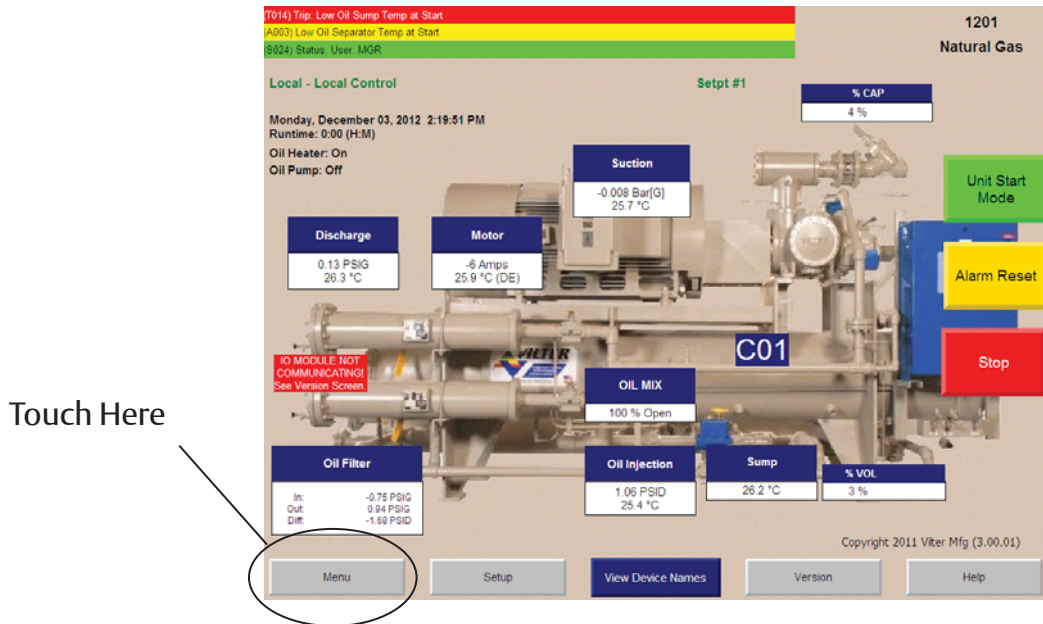 (T014) Trip: Low Oil Sump Temp at Start
(A003) Low Oil Separator Temp at Start
(S024) Status: User: MGR
1201
Natural Gas
Local - Local Control
Setpt #1
% CAP
4 %
Monday, December 03, 2012 2:19:51 PM
Runtime: 0:00 (H:M)
Oil Heater: On
Oil Pump: Off
Suction
-0.008 Bar[G]
25.7 °C
Unit Start
Mode
Discharge
0.13 PSIG
26.3 °C
Motor
-6 Amps
25.9 °C (DE)
Alarm Reset
C01
VILTER
Stop
IO MODULE NOT
COMMUNICATING!
See Version Screen.
OIL MIX
100 % Open
Touch Here
Oil Filter
In: -0.75 PSIG
Out: 0.94 PSIG
Diff: -1.68 PSID
Oil Injection
1.06 PSID
25.4 °C
Sump
26.2 °C
% VOL
3 %
Copyright 2011 Vilter Mfg (3.00.01)
Menu
Setup
View Device Names
Version
Help